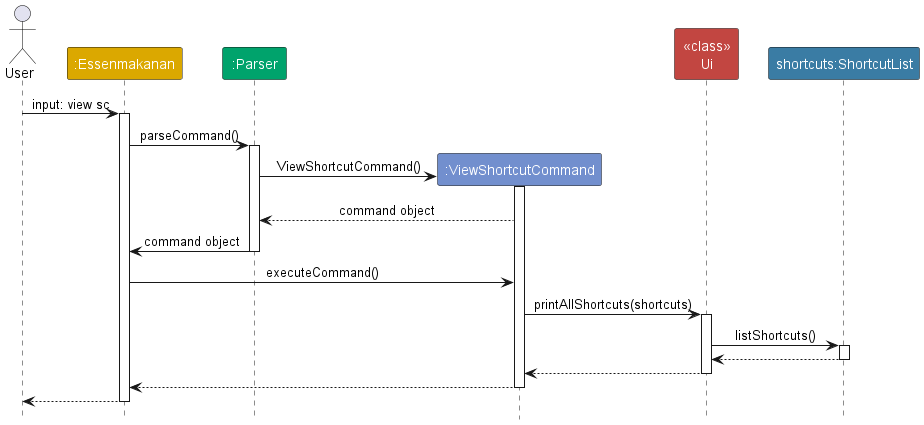 «class»
User
:Essenmakanan
:Parser
Ui
shortcuts:ShortcutList
input: view sc
parseCommand()
ViewShortcutCommand()
:ViewShortcutCommand
command object
command object
executeCommand()
printAllShortcuts(shortcuts)
listShortcuts()